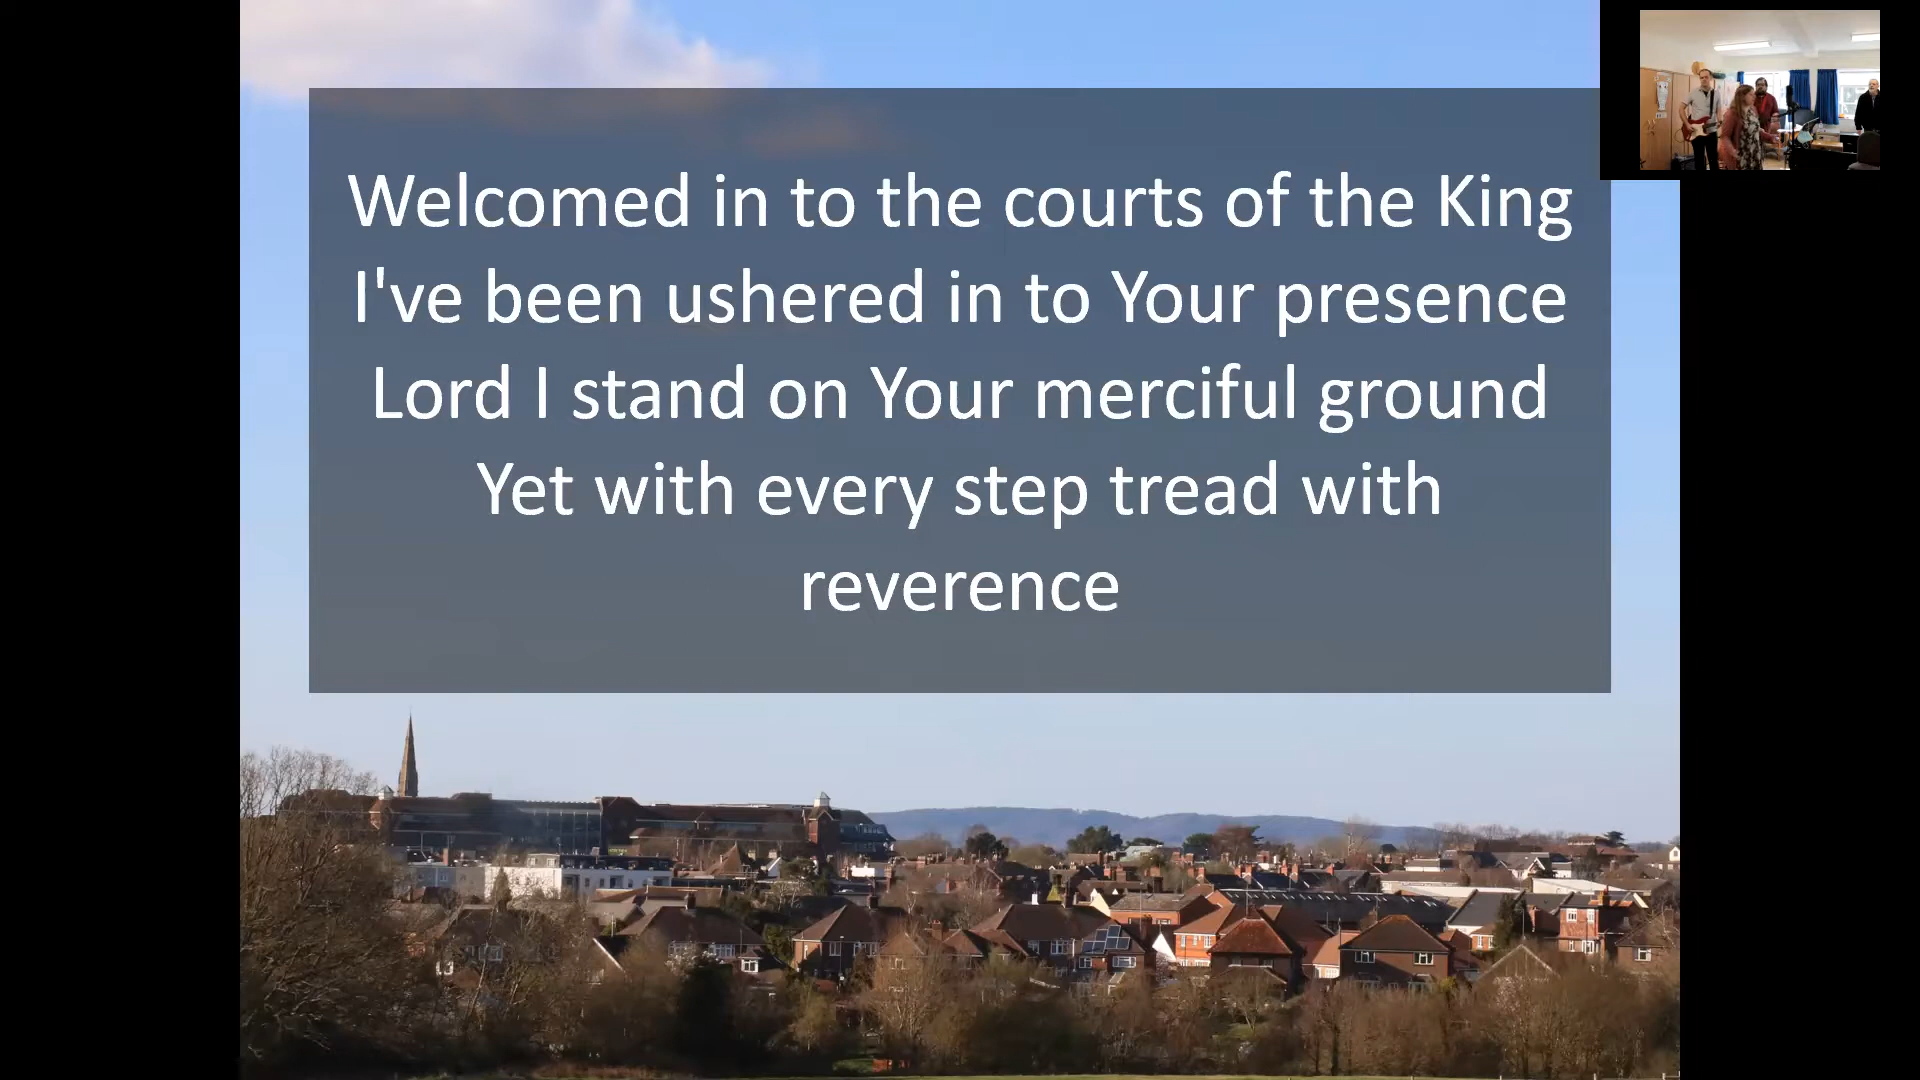 Welcomed in to the courts of the King
I've been ushered in to Your presence
Lord I stand on Your merciful ground
Yet with every step tread with
reverence